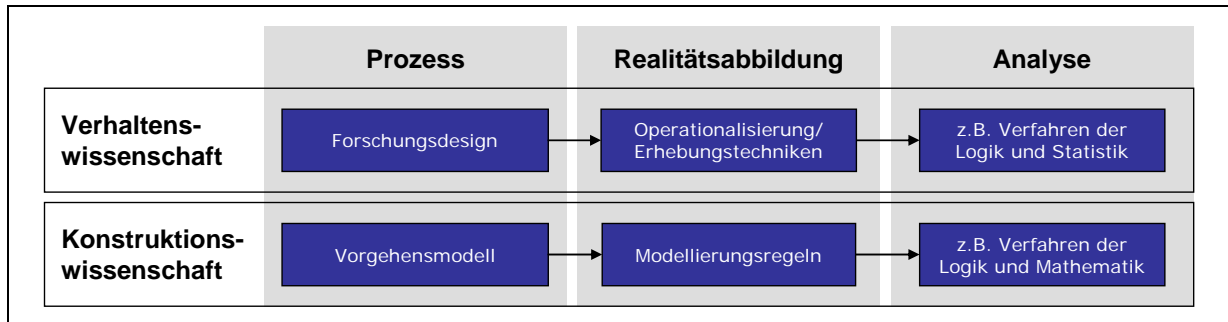 Prozess
Realitätsabbildung
Analyse
Verhaltens-
wissenschaft
Forschungsdesign
Operationalisierung/
Erhebungstechniken
z.B. Verfahren der
Logik und Statistik
Konstruktions-
wissenschaft
Vorgehensmodell
Modellierungsregeln
z.B. Verfahren der
Logik und Mathematik